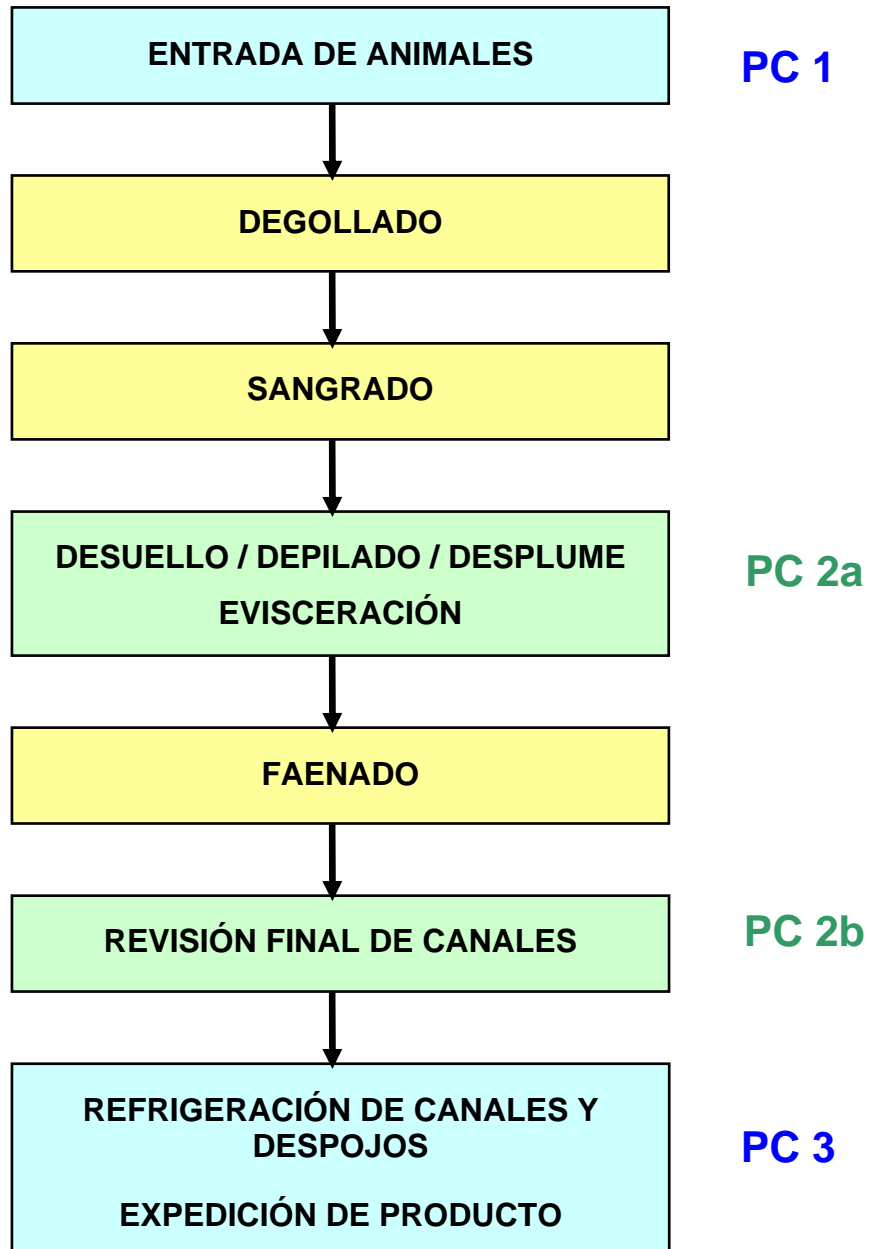 ENTRADA DE ANIMALES
PC 1
DEGOLLADO
SANGRADO
DESUELLO / DEPILADO / DESPLUME
EVISCERACIÓN
PC 2a
FAENADO
REVISIÓN FINAL DE CANALES
PC 2b
REFRIGERACIÓN DE CANALES Y
DESPOJOS
EXPEDICIÓN DE PRODUCTO
PC 3